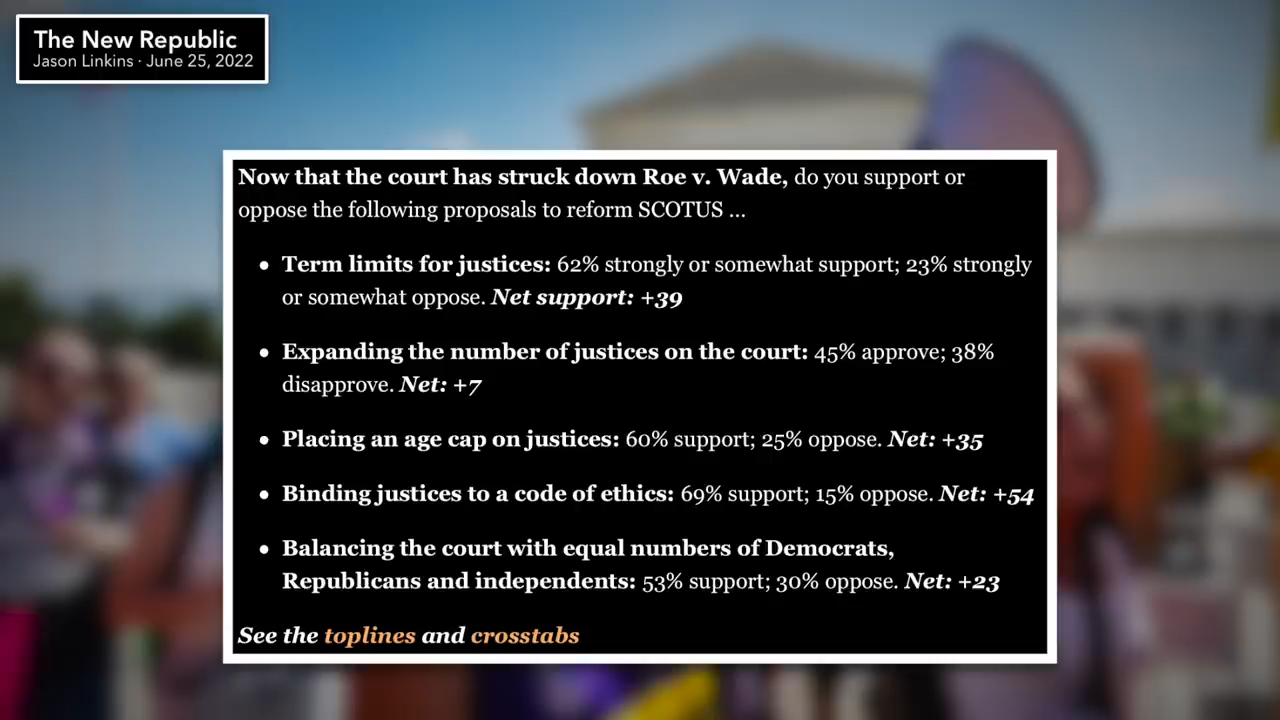 The New Republic
Jason Linkins · June 25, 2022
Now that the court has struck down Roe v. Wade, do you support or
oppose the following proposals to reform SCOTUS ...
• Term limits for justices: 62% strongly or somewhat support; 23% strongly
or somewhat oppose. Net support: +39
• Expanding the number of justices on the court: 45% approve; 38%
disapprove. Net: +7
• Placing an age cap on justices: 60% support; 25% oppose. Net: +35
• Binding justices to a code of ethics: 69% support; 15% oppose. Net: +54
• Balancing the court with equal numbers of Democrats,
Republicans and independents: 53% support; 30% oppose. Net: +23
See the toplines and crosstabs